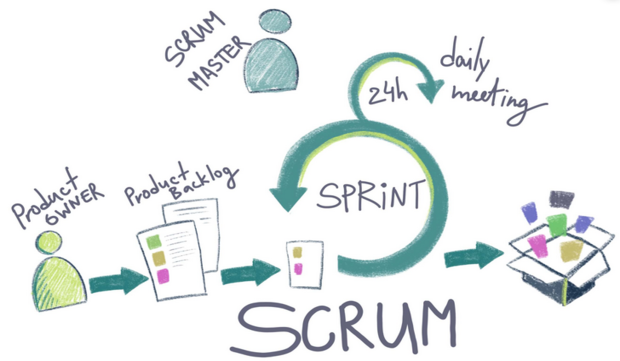 SCRUM
MASTER
daily
meeting
24h
Product
OWNER
Product
Backlog
SPRiNT
SCRUM